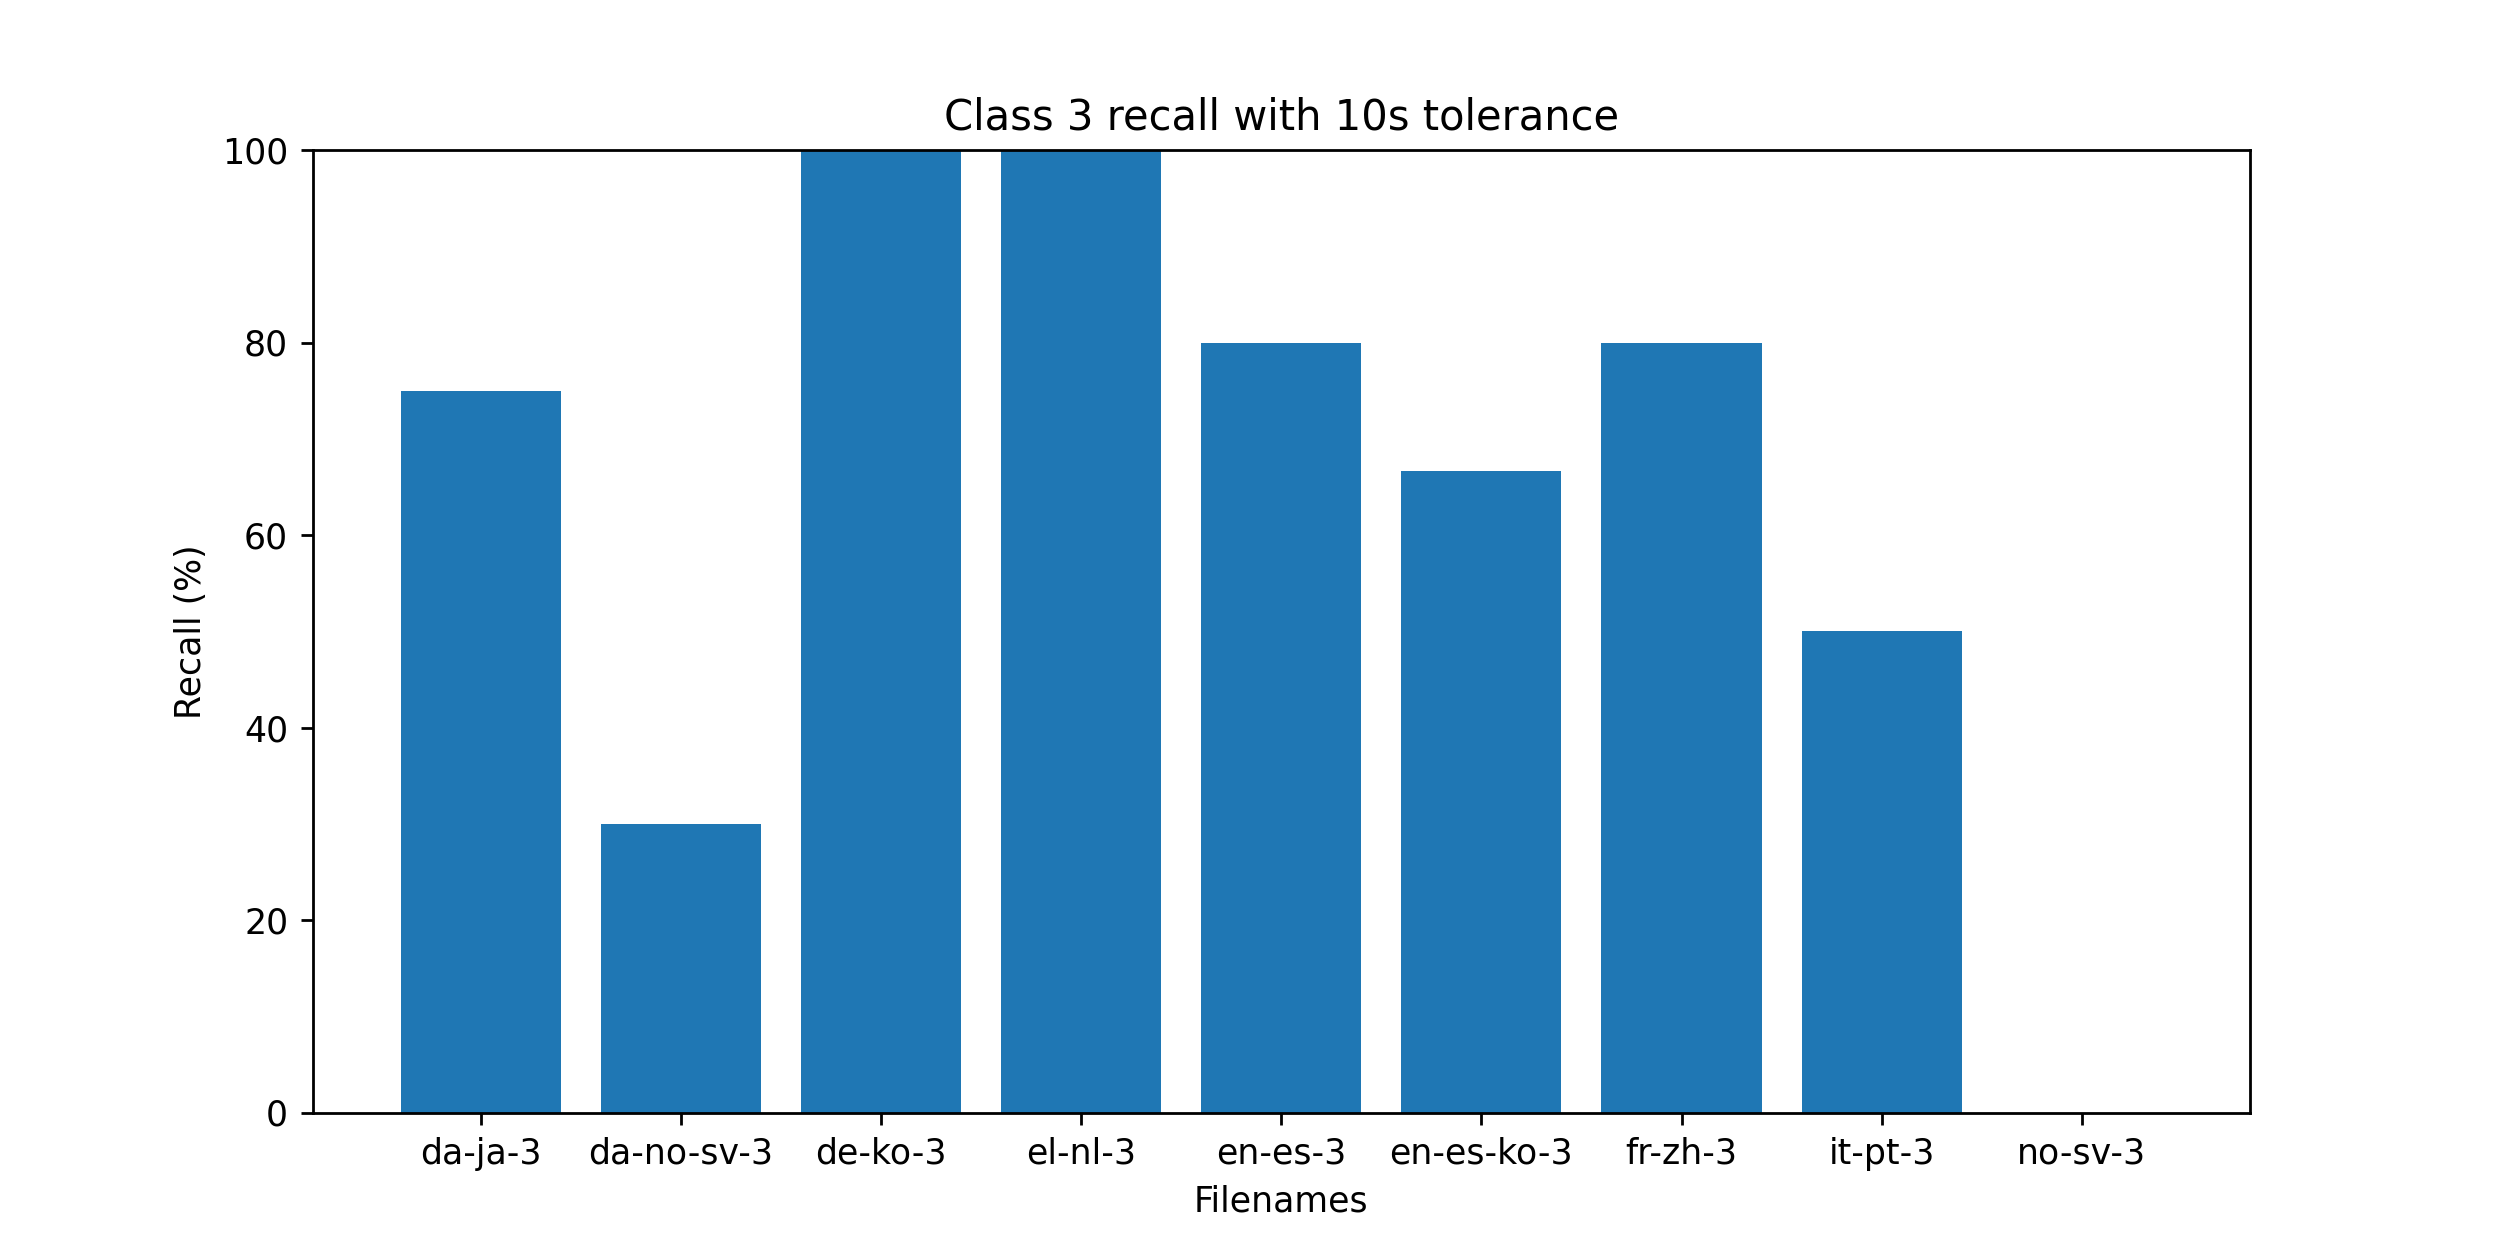 Class 3 recall with 10s tolerance
100
80
60
40
20
0
Recall (%)
da-ja-3 da-no-sv-3 de-ko-3 el-nl-3 en-es-3 en-es-ko-3 fr-zh-3 it-pt-3 no-sv-3
Filenames